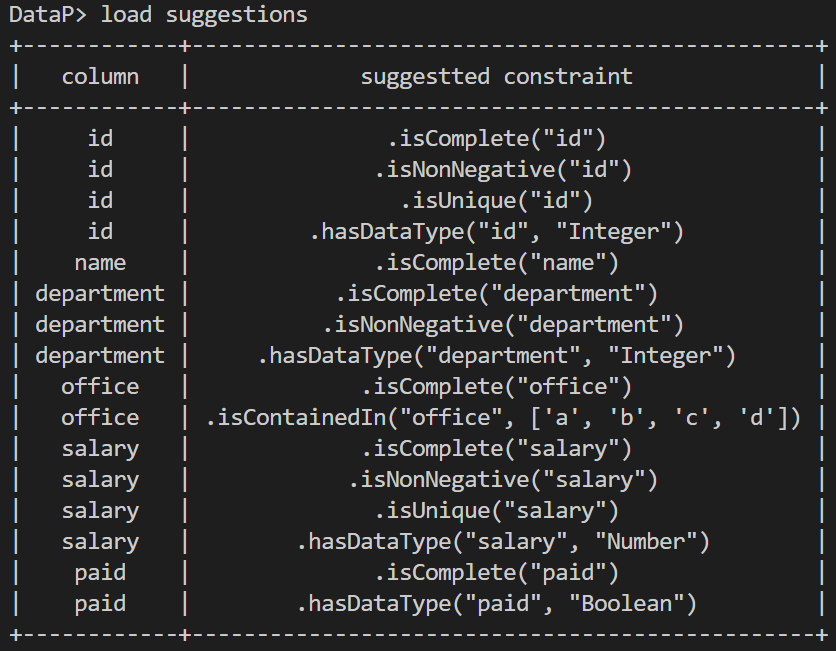 DataP> load suggestions
+------------+------------------------------------------------+
| column | suggestted constraint |
+------------+------------------------------------------------+
| id | .isComplete("id") |
| id | .isNonNegative("id") |
| id | .isUnique("id") |
| id | .hasDataType("id", "Integer") |
| name | .isComplete("name") |
| department | .isComplete("department") |
| department | .isNonNegative("department") |
| department | .hasDataType("department", "Integer") |
| office | .isComplete("office") |
| office | .isContainedIn("office", ['a', 'b', 'c', 'd']) |
| salary | .isComplete("salary") |
| salary | .isNonNegative("salary") |
| salary | .isUnique("salary") |
| salary | .hasDataType("salary", "Number") |
| paid | .isComplete("paid") |
| paid | .hasDataType("paid", "Boolean") |
+------------+------------------------------------------------+